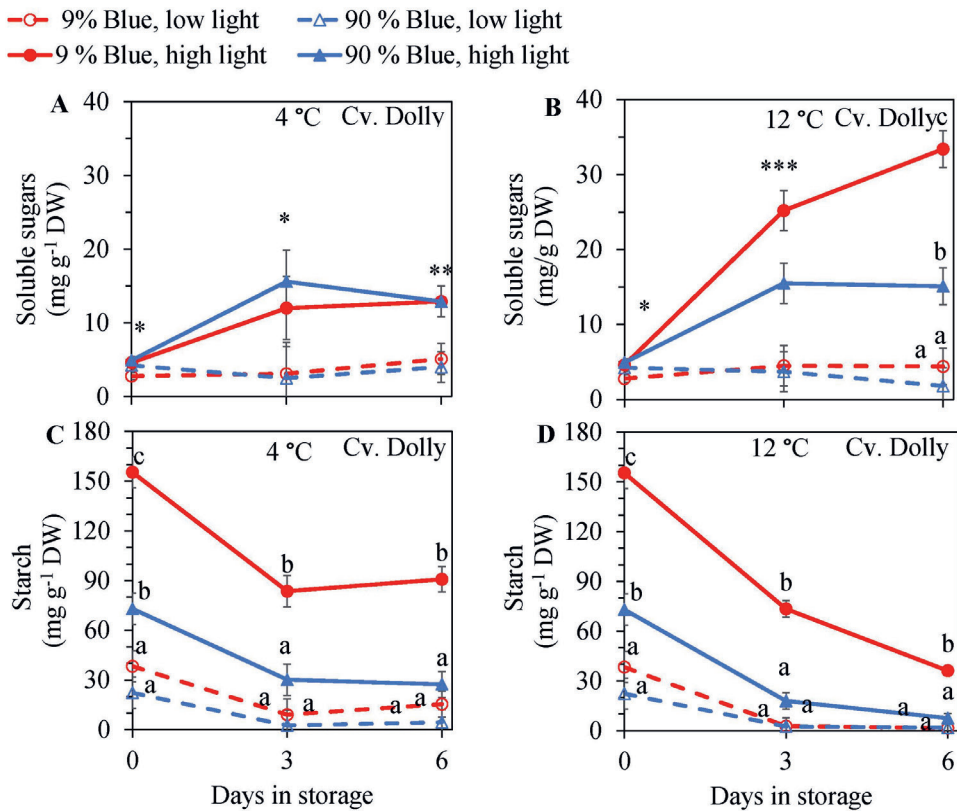 9% Blue, low light 90 % Blue, low light
9 % Blue, high light 90 % Blue, high light
A 4 °C Cv. Dolly
40
30
20
10
0
Soluble sugars
(mg g-1 DW)
*
*
**
B 12 °C Cv. Dolly c
40
30
20
10
0
Soluble sugars
(mg/g DW)
*
***
b
a a
C 4 °C Cv. Dolly
180
150
120
90
60
30
0
Starch
(mg g-1 DW)
c
b b
b
a a a
a a a a a
0 3 6
Days in storage
D 12 °C Cv. Dolly
180
150
120
90
60
30
0
Starch
(mg g-1 DW)
c
b
b
b
a a a
a a a a a
0 3 6
Days in storage